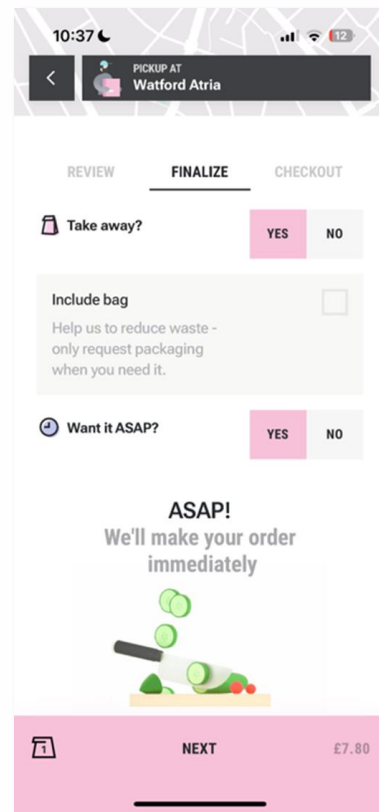 10:37
12
PICKUP AT
Watford Atria
REVIEW FINALIZE CHECKOUT
Take away? YES NO
Include bag
Help us to reduce waste -
only request packaging
when you need it.
Want it ASAP? YES NO
ASAP!
We'll make your order
immediately
1 NEXT £7.80